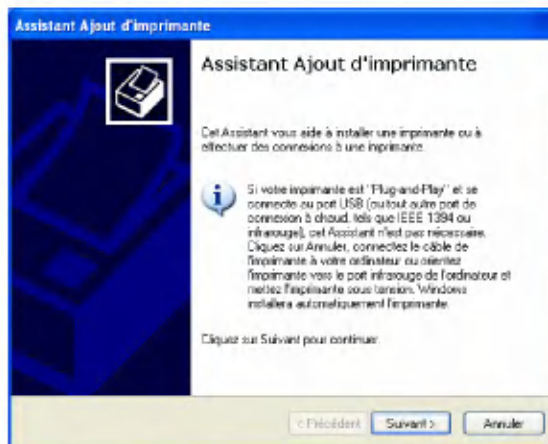 Assistant Ajout d'imprimante
Assistant Ajout d'imprimante
Cet Assistant vous aide à installer une imprimante ou à
effectuer des connexions à une imprimante.
Si votre imprimante est "Plug-and-Play" et se
connecte au port USB (ou tout autre port de
connexion à chaud, tels que IEEE 1394 ou
infrarouge), cet Assistant n'est pas nécessaire.
Cliquez sur Annuler, connectez le câble de
l'imprimante à votre ordinateur ou orientez
l'imprimante vers le port infrarouge de l'ordinateur et
mettez l'imprimante sous tension. Windows
installera automatiquement l'imprimante.
Cliquez sur Suivant pour continuer.
< Précédent Suivant > Annuler